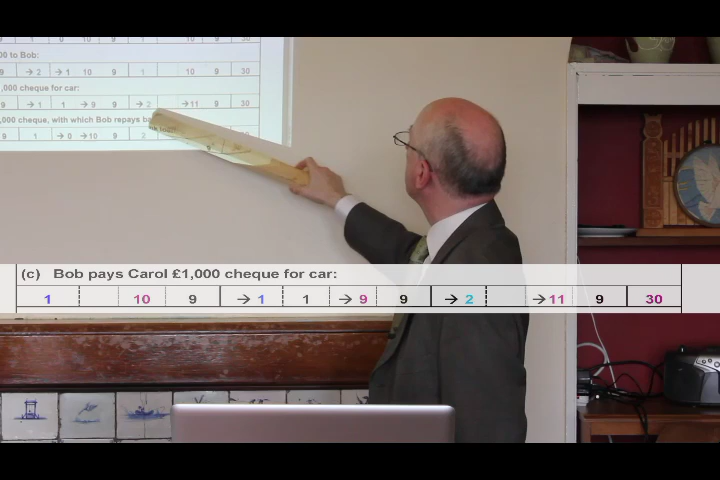 00 to Bob:
9 → 2 → 1 10 9 1 10 9 30
,000 cheque for car:
9 → 1 1 → 9 9 → 2 → 11 9 30
,000 cheque, with which Bob repays ba
9 1 → 0 → 10 9 2
(c) Bob pays Carol £1,000 cheque for car:
1 10 9 → 1 1 → 9 9 → 2 → 11 9 30